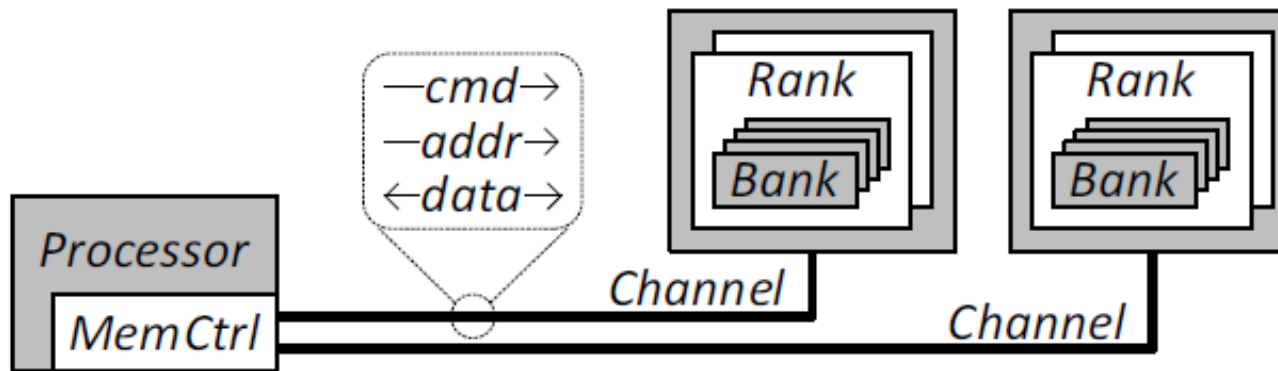 cmd
addr
data
Rank
Bank
Rank
Bank
Processor
MemCtrl
Channel
Channel